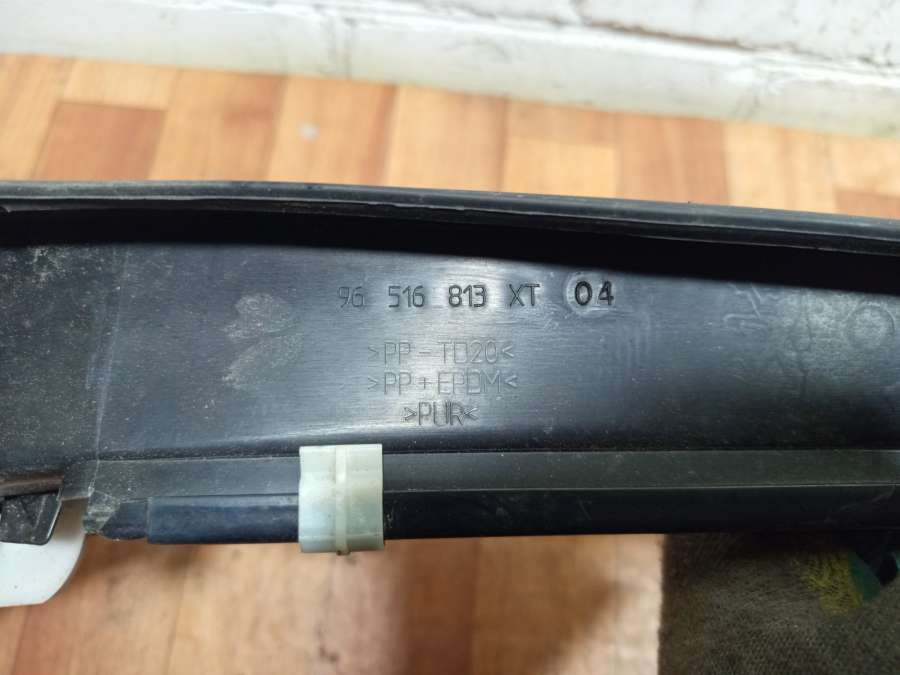 96 516 813 XT 04
>PP-TD20<
>PP+EPDM<
>PUR<